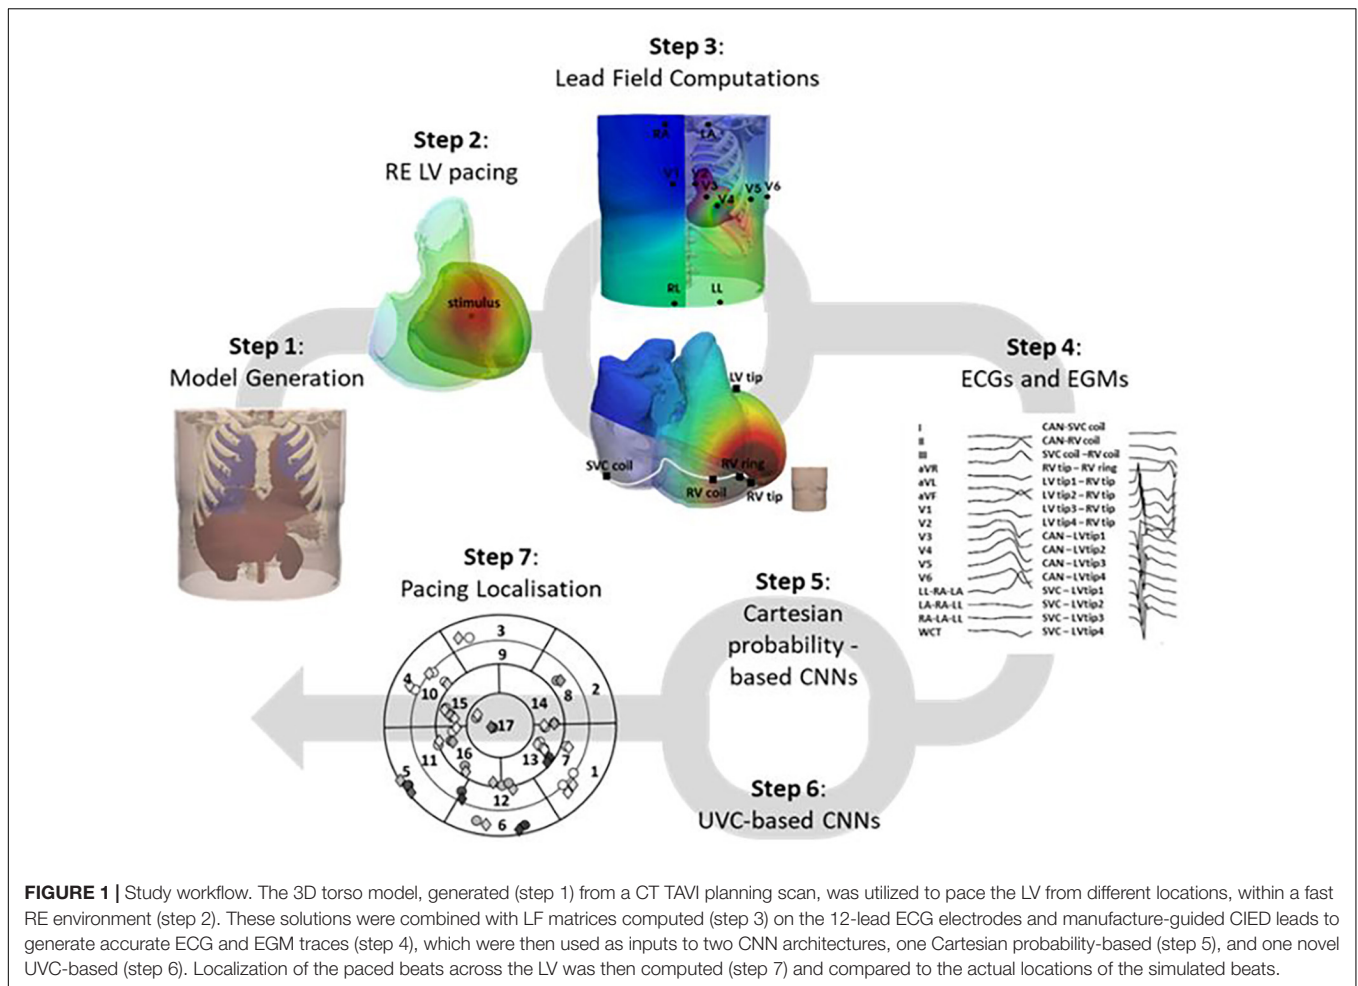 Step 3:
Lead Field Computations
RA
LA
V1
V2
V3
V4
V5
V6
RL
LL
Step 2:
RE LV pacing
stimulus
Step 1:
Model Generation
LV tip
SVC coil
RV ring
RV coil
RV tip
Step 4:
ECGs and EGMs
I
II
III
aVR
aVL
aVF
V1
V2
V3
V4
V5
V6
LL-RA-LA
LA-RA-LL
RA-LA-LL
WCT
CAN-SVC coil
CAN-RV coil
SVC coil –RV coil
RV tip – RV ring
LV tip1 – RV tip
LV tip2 – RV tip
LV tip3 – RV tip
LV tip4 – RV tip
CAN – LVtip1
CAN – LVtip2
CAN – LVtip3
CAN – LVtip4
SVC – LVtip1
SVC – LVtip2
SVC – LVtip3
SVC – LVtip4
Step 5:
Cartesian
probability -
based CNNs
Step 6:
UVC-based CNNs
Step 7:
Pacing Localisation
3
9
4
10
15
14
8
2
17
11
16
13
7
5
1
12
6
FIGURE 1 | Study workflow. The 3D torso model, generated (step 1) from a CT TAVI planning scan, was utilized to pace the LV from different locations, within a fast
RE environment (step 2). These solutions were combined with LF matrices computed (step 3) on the 12-lead ECG electrodes and manufacture-guided CIED leads to
generate accurate ECG and EGM traces (step 4), which were then used as inputs to two CNN architectures, one Cartesian probability-based (step 5), and one novel
UVC-based (step 6). Localization of the paced beats across the LV was then computed (step 7) and compared to the actual locations of the simulated beats.